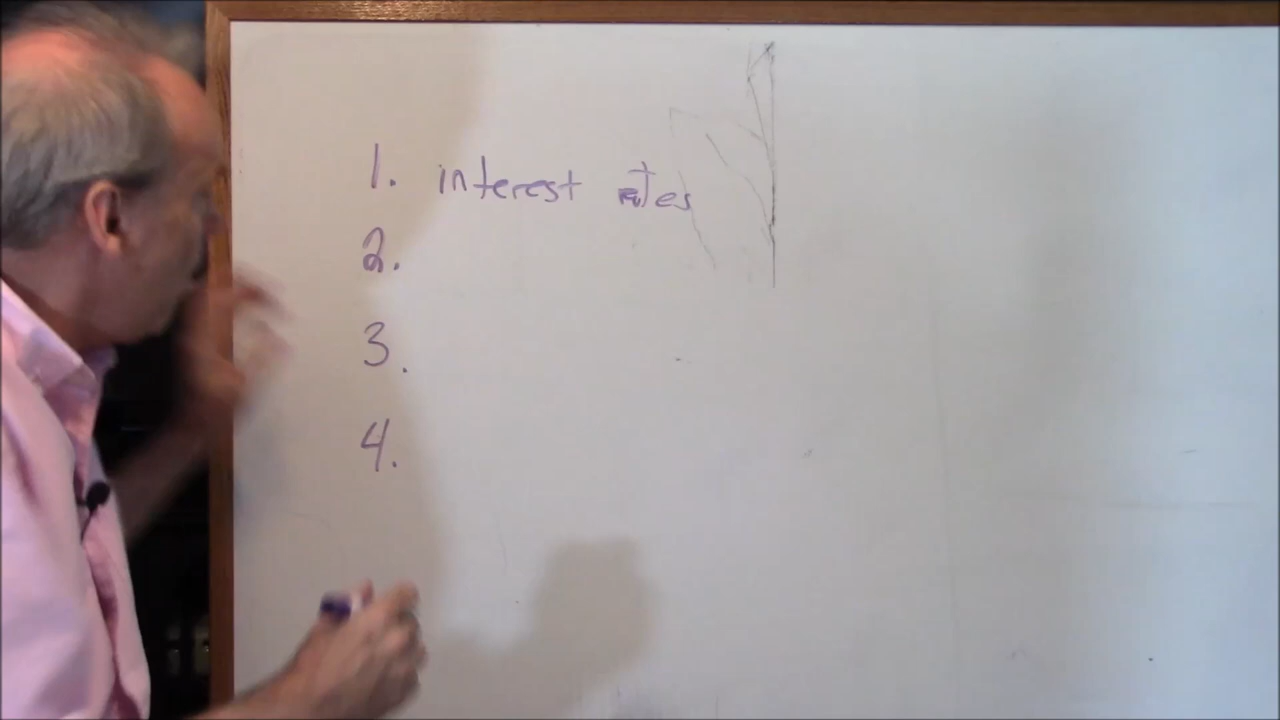 1. interest rates
2.
3.
4.